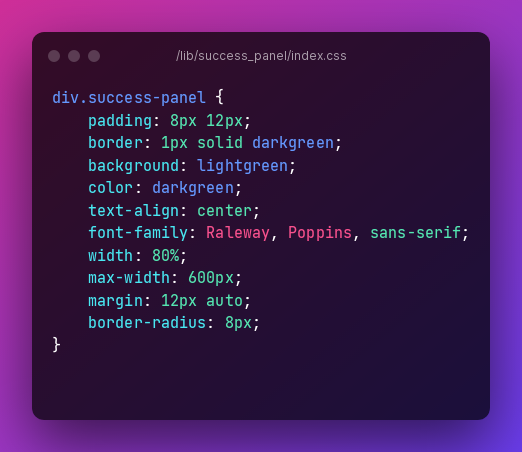 /lib/success_panel/index.css
div.success-panel {
    padding: 8px 12px;
    border: 1px solid darkgreen;
    background: lightgreen;
    color: darkgreen;
    text-align: center;
    font-family: Raleway, Poppins, sans-serif;
    width: 80%;
    max-width: 600px;
    margin: 12px auto;
    border-radius: 8px;
}